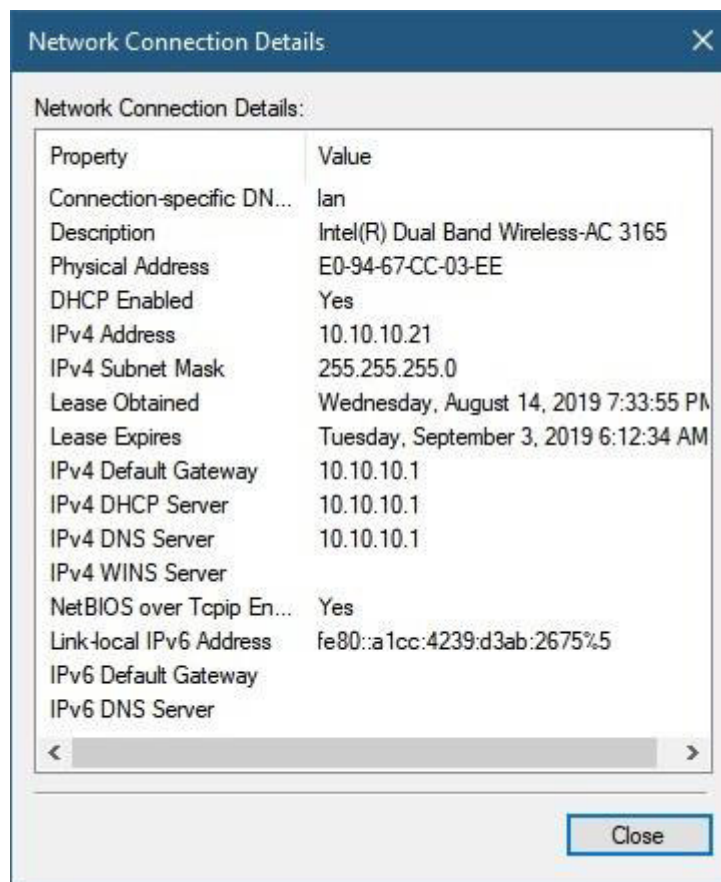 Network Connection Details
Network Connection Details:
Property Value
Connection-specific DN... lan
Description Intel(R) Dual Band Wireless-AC 3165
Physical Address E0-94-67-CC-03-EE
DHCP Enabled Yes
IPv4 Address 10.10.10.21
IPv4 Subnet Mask 255.255.255.0
Lease Obtained Wednesday, August 14, 2019 7:33:55 PM
Lease Expires Tuesday, September 3, 2019 6:12:34 AM
IPv4 Default Gateway 10.10.10.1
IPv4 DHCP Server 10.10.10.1
IPv4 DNS Server 10.10.10.1
IPv4 WINS Server
NetBIOS over Tcpip En... Yes
Link-local IPv6 Address fe80::a1cc:4239:d3ab:2675%5
IPv6 Default Gateway
IPv6 DNS Server
Close